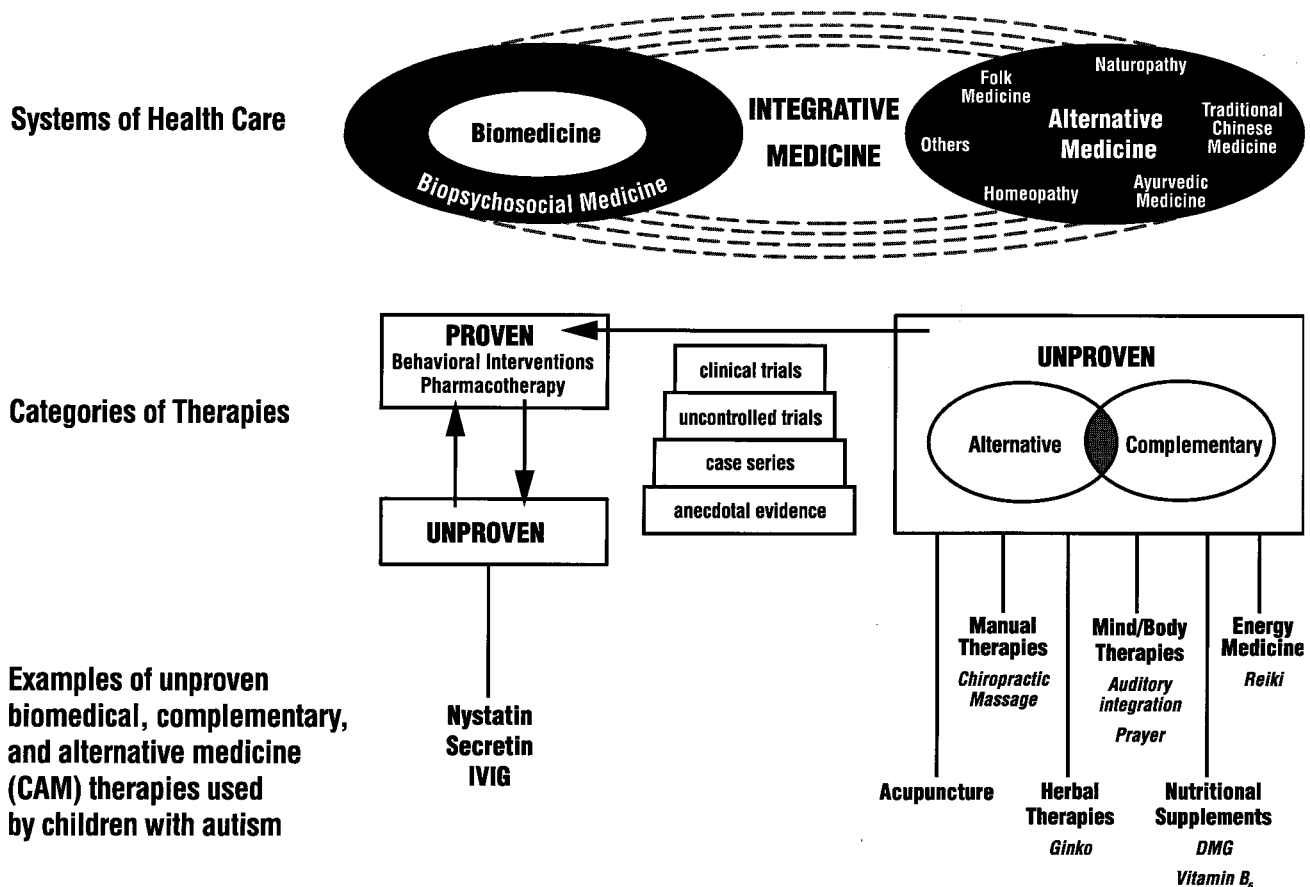 Systems of Health Care
Biomedicine
Biopsychosocial Medicine
INTEGRATIVE
MEDICINE
Naturopathy
Folk
Medicine
Alternative
Medicine
Traditional
Chinese
Medicine
Others
Homeopathy
Ayurvedic
Medicine
Categories of Therapies
PROVEN
Behavioral Interventions
Pharmacotherapy
UNPROVEN
clinical trials
uncontrolled trials
case series
anecdotal evidence
UNPROVEN
Alternative
Complementary
Examples of unproven
biomedical, complementary,
and alternative medicine
(CAM) therapies used
by children with autism
Nystatin
Secretin
IVIG
Acupuncture
Manual
Therapies
Chiropractic
Massage
Herbal
Therapies
Ginko
Mind/Body
Therapies
Auditory
integration
Prayer
Nutritional
Supplements
DMG
Vitamin B₆
Energy
Medicine
Reiki